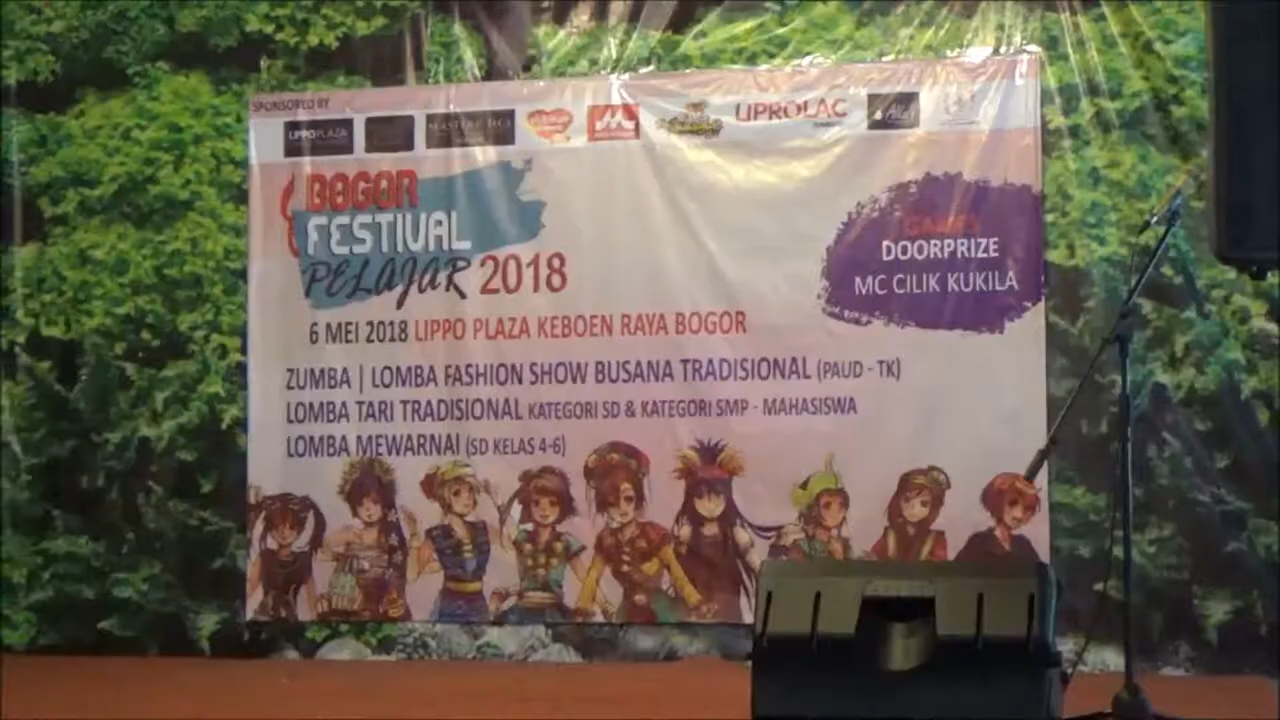 SPONSORED BY
LIPPO PLAZA
LIPROLAC
BOGOR
FESTIVAL
PELAJAR 2018
GAMES
DOORPRIZE
MC CILIK KUKILA
6 MEI 2018 LIPPO PLAZA KEBOEN RAYA BOGOR
ZUMBA | LOMBA FASHION SHOW BUSANA TRADISIONAL (PAUD - TK)
LOMBA TARI TRADISIONAL KATEGORI SD & KATEGORI SMP - MAHASISWA
LOMBA MEWARNAI (SD KELAS 4-6)